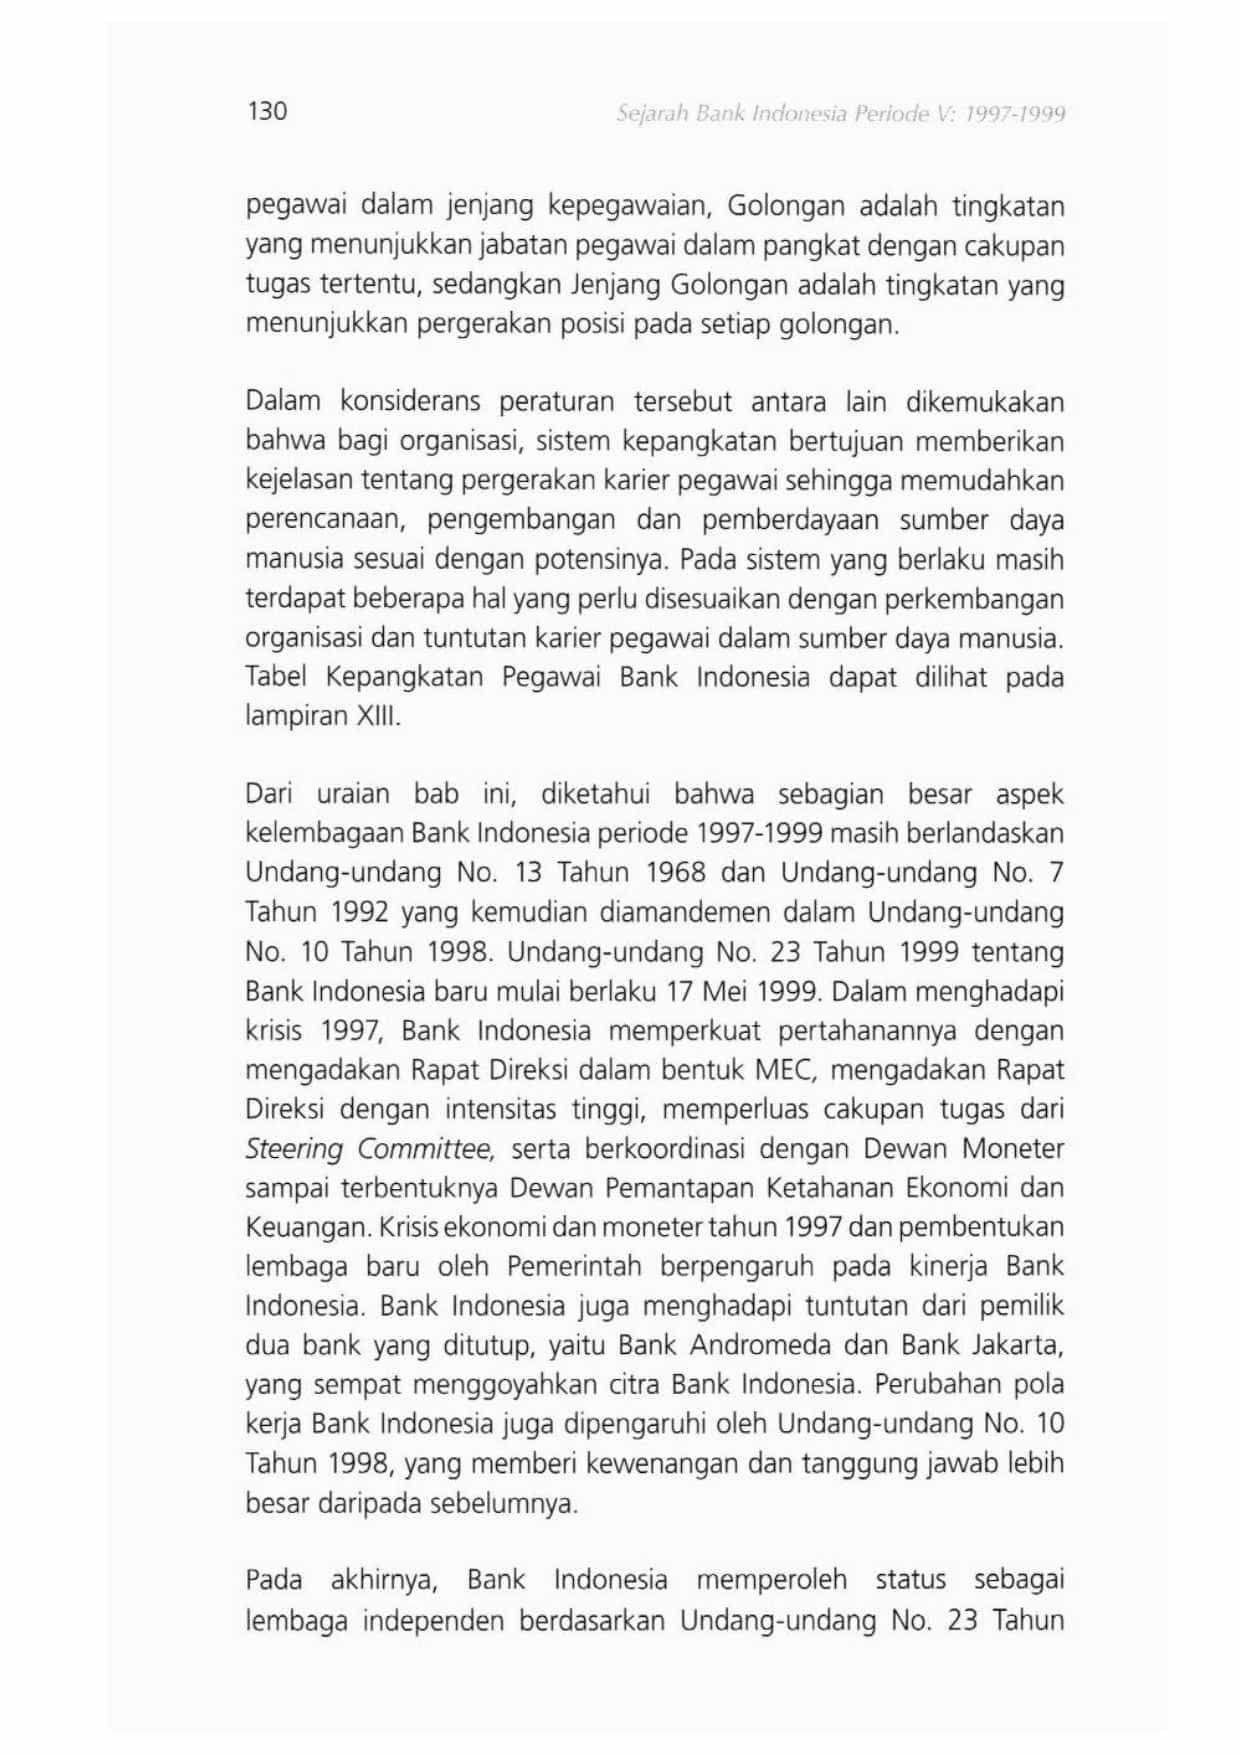 130
Sejarah Bank Indonesia Periode V: 1997-1999
pegawai dalam jenjang kepegawaian, Golongan adalah tingkatan
yang menunjukkan jabatan pegawai dalam pangkat dengan cakupan
tugas tertentu, sedangkan Jenjang Golongan adalah tingkatan yang
menunjukkan pergerakan posisi pada setiap golongan.
Dalam konsiderans peraturan tersebut antara lain dikemukakan
bahwa bagi organisasi, sistem kepangkatan bertujuan memberikan
kejelasan tentang pergerakan karier pegawai sehingga memudahkan
perencanaan, pengembangan dan pemberdayaan sumber daya
manusia sesuai dengan potensinya. Pada sistem yang berlaku masih
terdapat beberapa hal yang perlu disesuaikan dengan perkembangan
organisasi dan tuntutan karier pegawai dalam sumber daya manusia.
Tabel Kepangkatan Pegawai Bank Indonesia dapat dilihat pada
lampiran XIII.
Dari uraian bab ini, diketahui bahwa sebagian besar aspek
kelembagaan Bank Indonesia periode 1997-1999 masih berlandaskan
Undang-undang No. 13 Tahun 1968 dan Undang-undang No. 7
Tahun 1992 yang kemudian diamandemen dalam Undang-undang
No. 10 Tahun 1998. Undang-undang No. 23 Tahun 1999 tentang
Bank Indonesia baru mulai berlaku 17 Mei 1999. Dalam menghadapi
krisis 1997, Bank Indonesia memperkuat pertahanannya dengan
mengadakan Rapat Direksi dalam bentuk MEC, mengadakan Rapat
Direksi dengan intensitas tinggi, memperluas cakupan tugas dari
Steering Committee, serta berkoordinasi dengan Dewan Moneter
sampai terbentuknya Dewan Pemantapan Ketahanan Ekonomi dan
Keuangan. Krisis ekonomi dan moneter tahun 1997 dan pembentukan
lembaga baru oleh Pemerintah berpengaruh pada kinerja Bank
Indonesia. Bank Indonesia juga menghadapi tuntutan dari pemilik
dua bank yang ditutup, yaitu Bank Andromeda dan Bank Jakarta,
yang sempat menggoyahkan citra Bank Indonesia. Perubahan pola
kerja Bank Indonesia juga dipengaruhi oleh Undang-undang No. 10
Tahun 1998, yang memberi kewenangan dan tanggung jawab lebih
besar daripada sebelumnya.
Pada akhirnya, Bank Indonesia memperoleh status sebagai
lembaga independen berdasarkan Undang-undang No. 23 Tahun